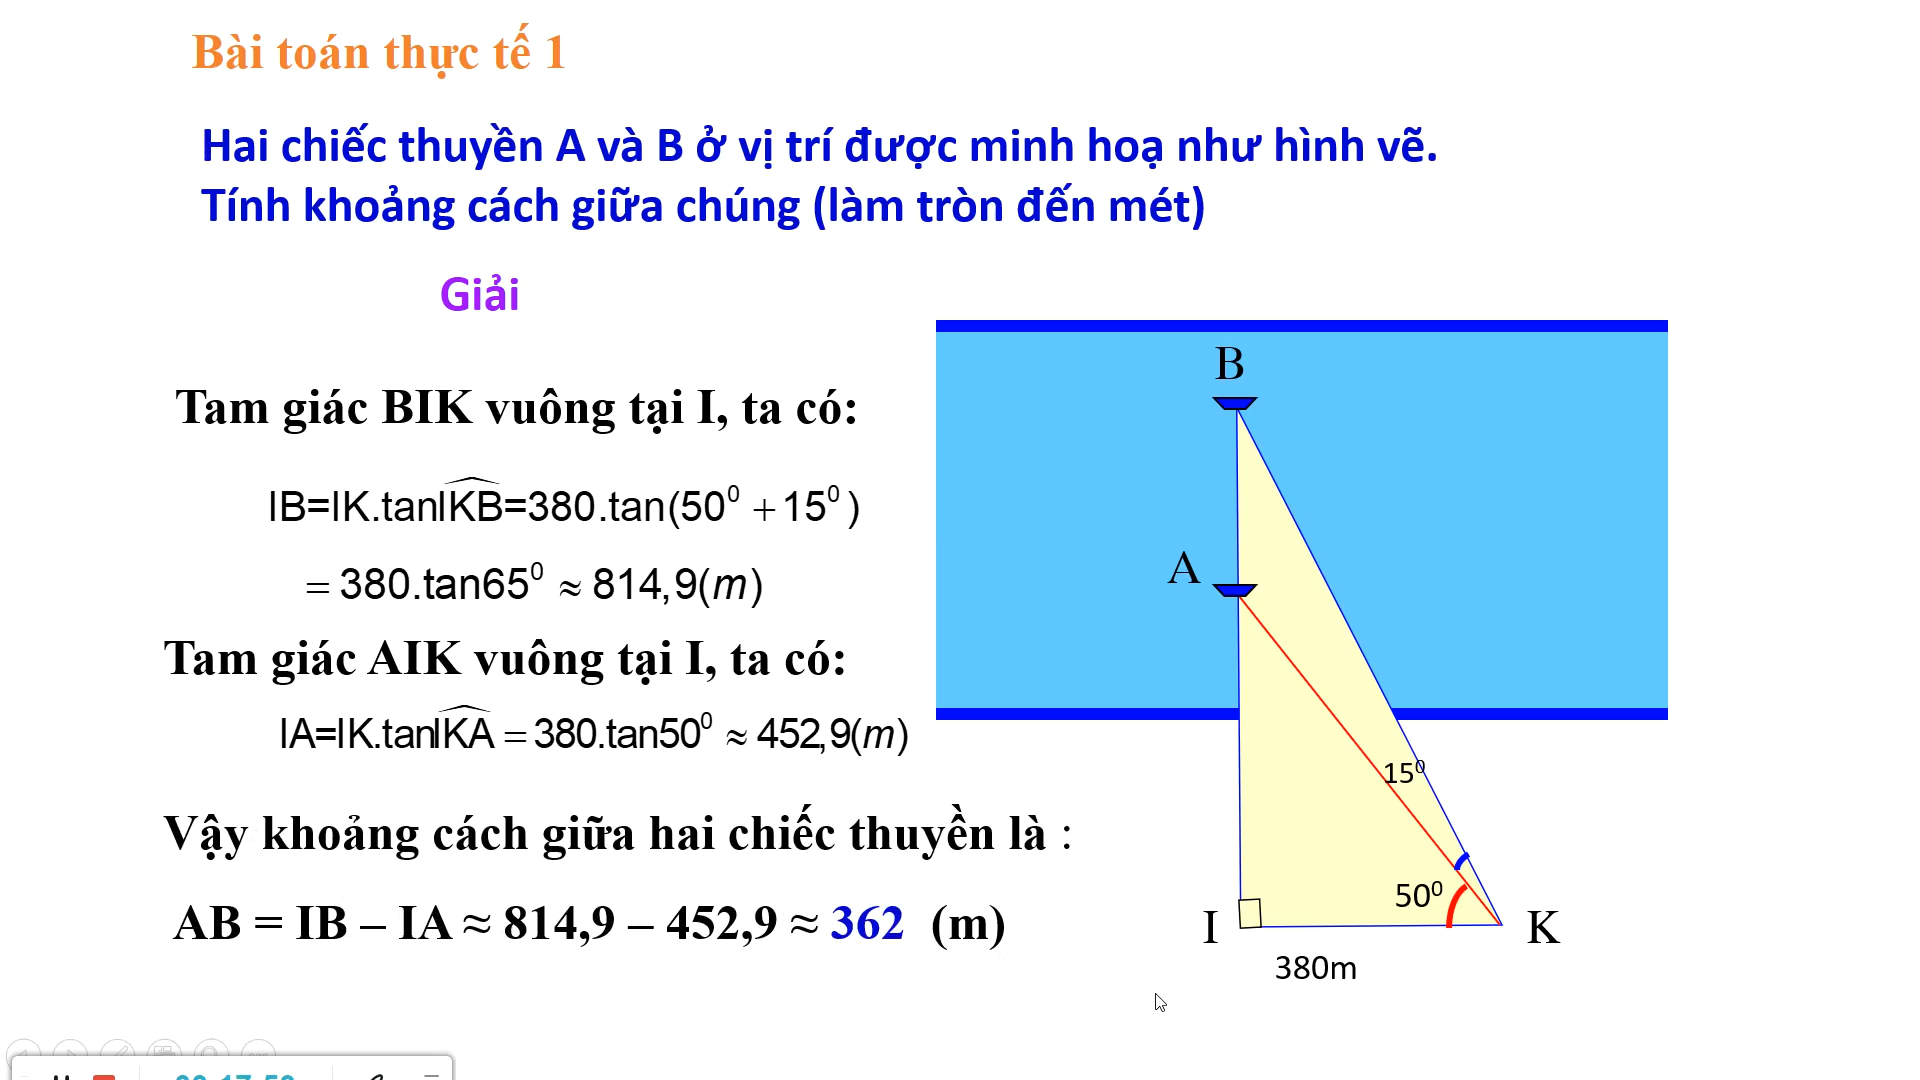 Bài toán thực tế 1
Hai chiếc thuyền A và B ở vị trí được minh hoạ như hình vẽ.
Tính khoảng cách giữa chúng (làm tròn đến mét)
Giải
Tam giác BIK vuông tại I, ta có:
IB=IK.tanIKB=380.tan(50⁰ + 15⁰)
= 380.tan65⁰ ≈ 814,9(m)
Tam giác AIK vuông tại I, ta có:
IA=IK.tanIKA = 380.tan50⁰ ≈ 452,9(m)
Vậy khoảng cách giữa hai chiếc thuyền là :
AB = IB – IA ≈ 814,9 – 452,9 ≈ 362 (m)
B
A
15⁰
50⁰
I
K
380m